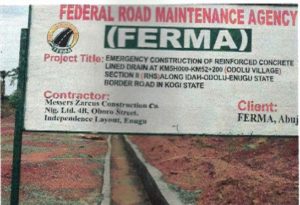 FEDERAL ROAD MAINTENANCE AGENCY
FERMA
(FERMA)
Project Title: EMERGENCY CONSTRUCTION OF REINFORCED CONCRETE
LINED DRAIN AT KM5H000-KM52+200 (ODOLU VILLAGE)
SECTION II (RHS)ALONG IDAH-ODOLU-ENUGU STATE
BORDER ROAD IN KOGI STATE
Contractor:
Messers Zarcus Construction Co
Nig. Ltd. 4B, Oboro Street.
Independence Layout, Enugu
Client:
FERMA, Abuj